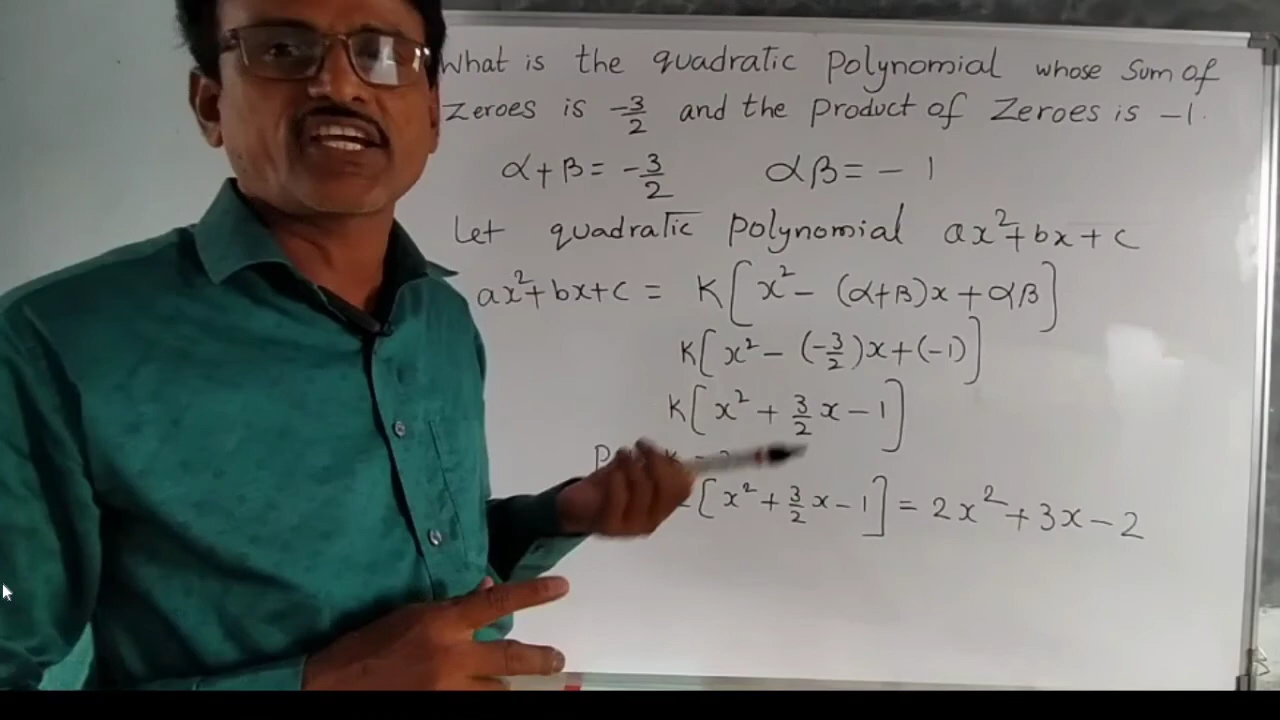 What is the quadratic Polynomial whose Sum of
Zeroes is -3/2 and the Product of Zeroes is -1.
α+β = -3/2 αβ = -1
Let quadratic polynomial ax²+bx+c
ax²+bx+c = K[x² - (α+β)x + αβ]
K[x² - (-3/2)x + (-1)]
K[x² + 3/2 x - 1]
[x² + 3/2 x - 1] = 2x² + 3x - 2